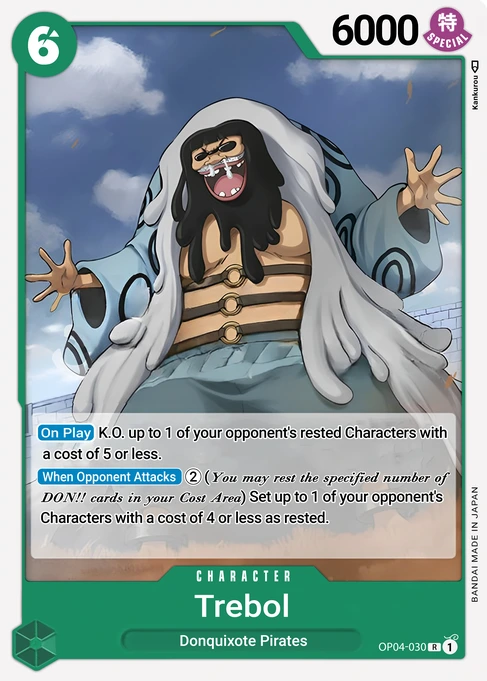 6
6000
特
SPECIAL
Kankurou
On Play K.O. up to 1 of your opponent's rested Characters with
a cost of 5 or less.
When Opponent Attacks ② (You may rest the specified number of
DON!! cards in your Cost Area) Set up to 1 of your opponent's
Characters with a cost of 4 or less as rested.
BANDAI MADE IN JAPAN
CHARACTER
Trebol
Donquixote Pirates
OP04-030 R 1